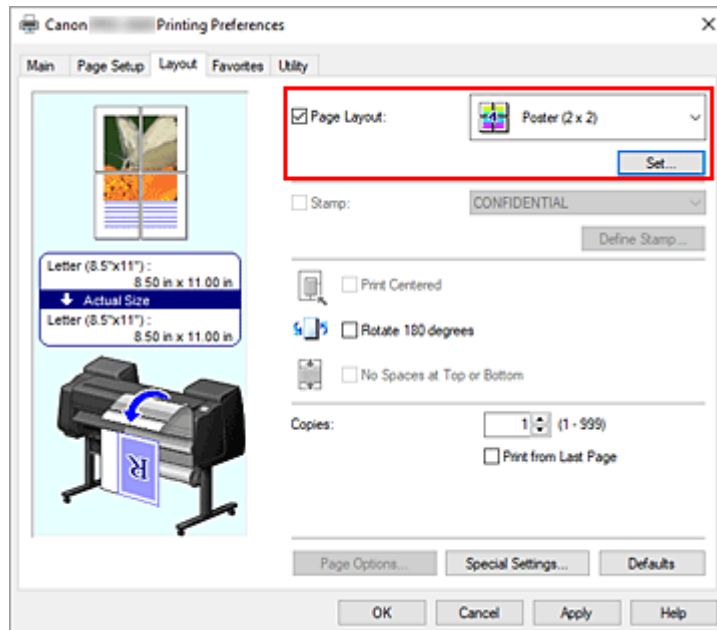 Canon Printing Preferences
Main Page Setup Layout Favorites Utility
Page Layout: Poster (2 x 2)
Set...
Stamp: CONFIDENTIAL
Define Stamp...
Letter (8.5"x11") :
8.50 in x 11.00 in
Actual Size
Letter (8.5"x11") :
8.50 in x 11.00 in
Print Centered
Rotate 180 degrees
No Spaces at Top or Bottom
Copies: 1 (1 - 999)
Print from Last Page
R
Page Options... Special Settings... Defaults
OK Cancel Apply Help